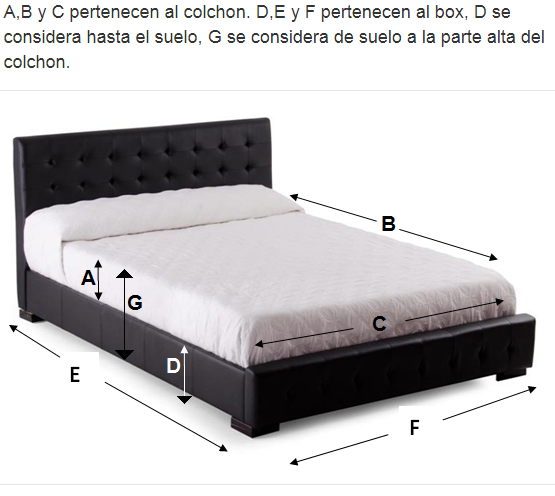 A,B y C pertenecen al colchon. D,E y F pertenecen al box, D se
considera hasta el suelo, G se considera de suelo a la parte alta del
colchon.
B
A
G
C
D
E
F